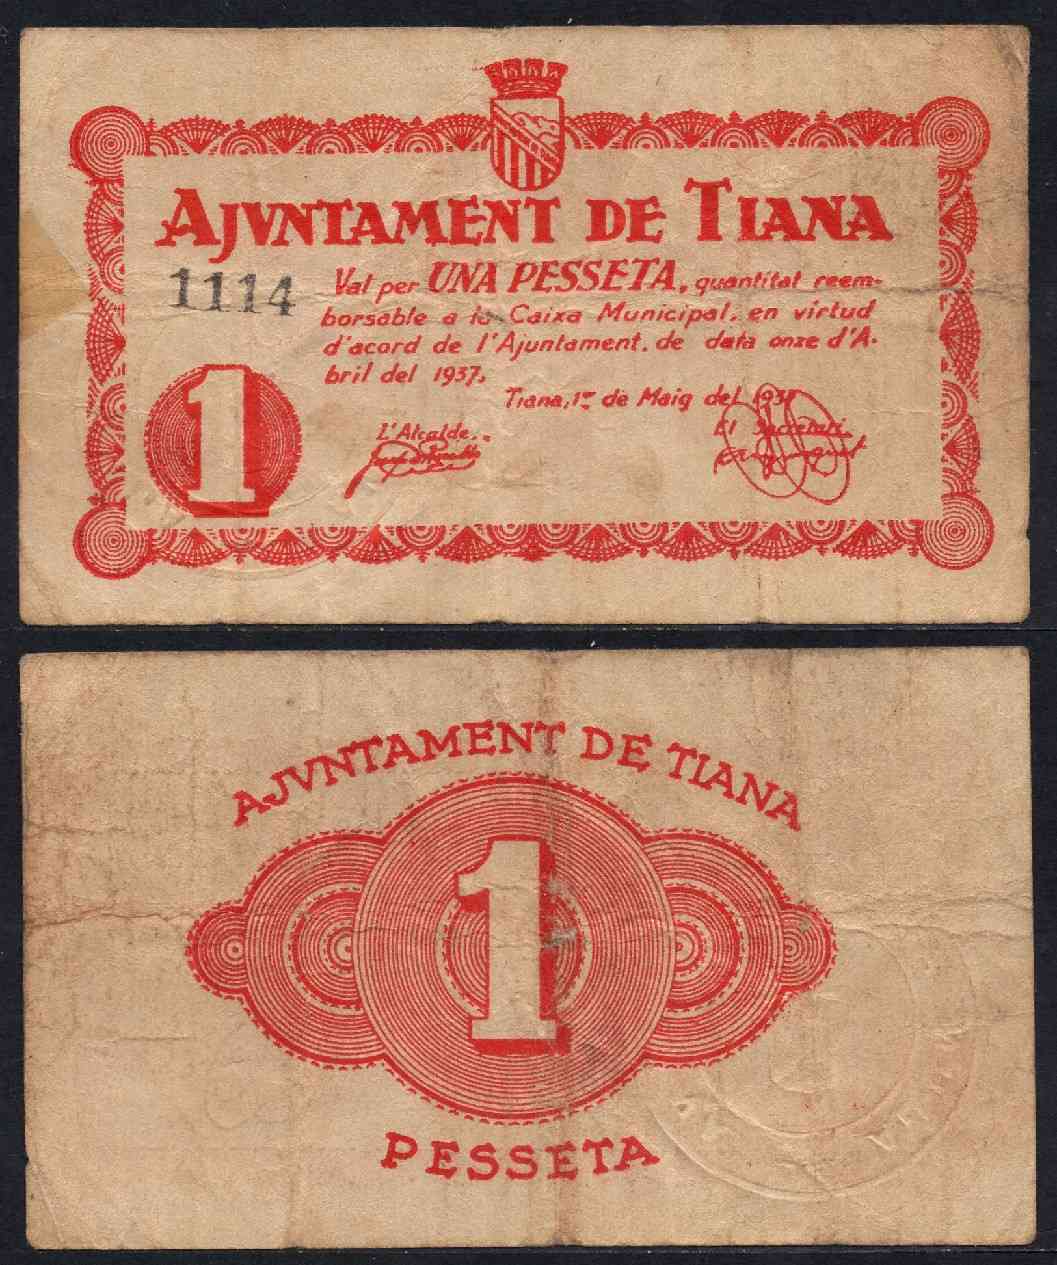 AJVNTAMENT DE TIANA
1114
Val per UNA PESSETA, quantitat reem-
borsable a la Caixa Municipal, en virtud
d'acord de l'Ajuntament, de data onze d'A-
bril del 1937.
Tiana, 1er de Maig del 1937
L'Alcalde, El Secretari,
1
AJVNTAMENT DE TIANA
1
PESSETA